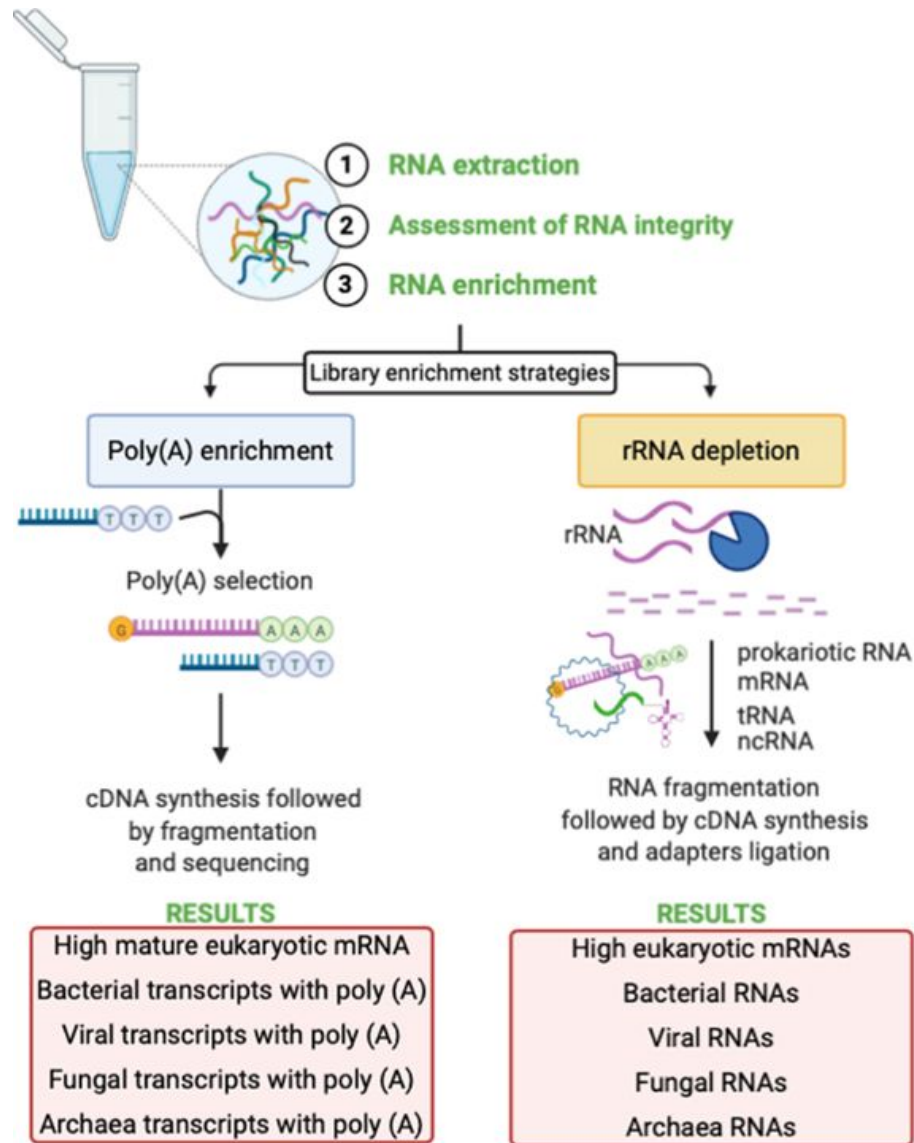 1 RNA extraction
2 Assessment of RNA integrity
3 RNA enrichment
Library enrichment strategies
Poly(A) enrichment
T T T
Poly(A) selection
G A A A
T T T
cDNA synthesis followed
by fragmentation
and sequencing
RESULTS
High mature eukaryotic mRNA
Bacterial transcripts with poly (A)
Viral transcripts with poly (A)
Fungal transcripts with poly (A)
Archaea transcripts with poly (A)
rRNA depletion
rRNA
G A A A
prokariotic RNA
mRNA
tRNA
ncRNA
RNA fragmentation
followed by cDNA synthesis
and adapters ligation
RESULTS
High eukaryotic mRNAs
Bacterial RNAs
Viral RNAs
Fungal RNAs
Archaea RNAs